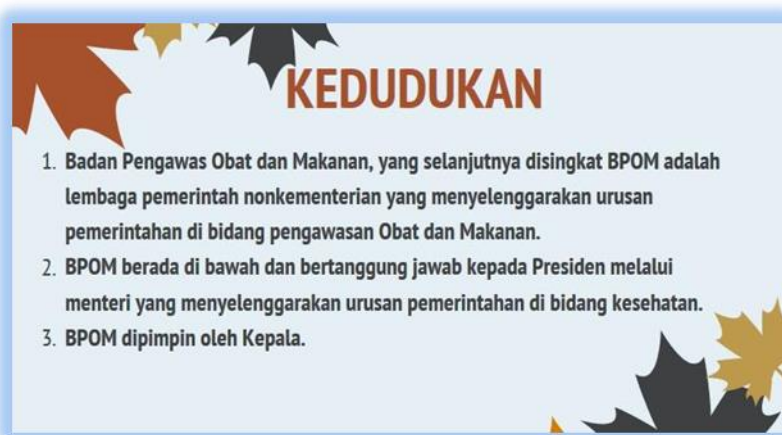 KEDUDUKAN
1. Badan Pengawas Obat dan Makanan, yang selanjutnya disingkat BPOM adalah
lembaga pemerintah nonkementerian yang menyelenggarakan urusan
pemerintahan di bidang pengawasan Obat dan Makanan.
2. BPOM berada di bawah dan bertanggung jawab kepada Presiden melalui
menteri yang menyelenggarakan urusan pemerintahan di bidang kesehatan.
3. BPOM dipimpin oleh Kepala.